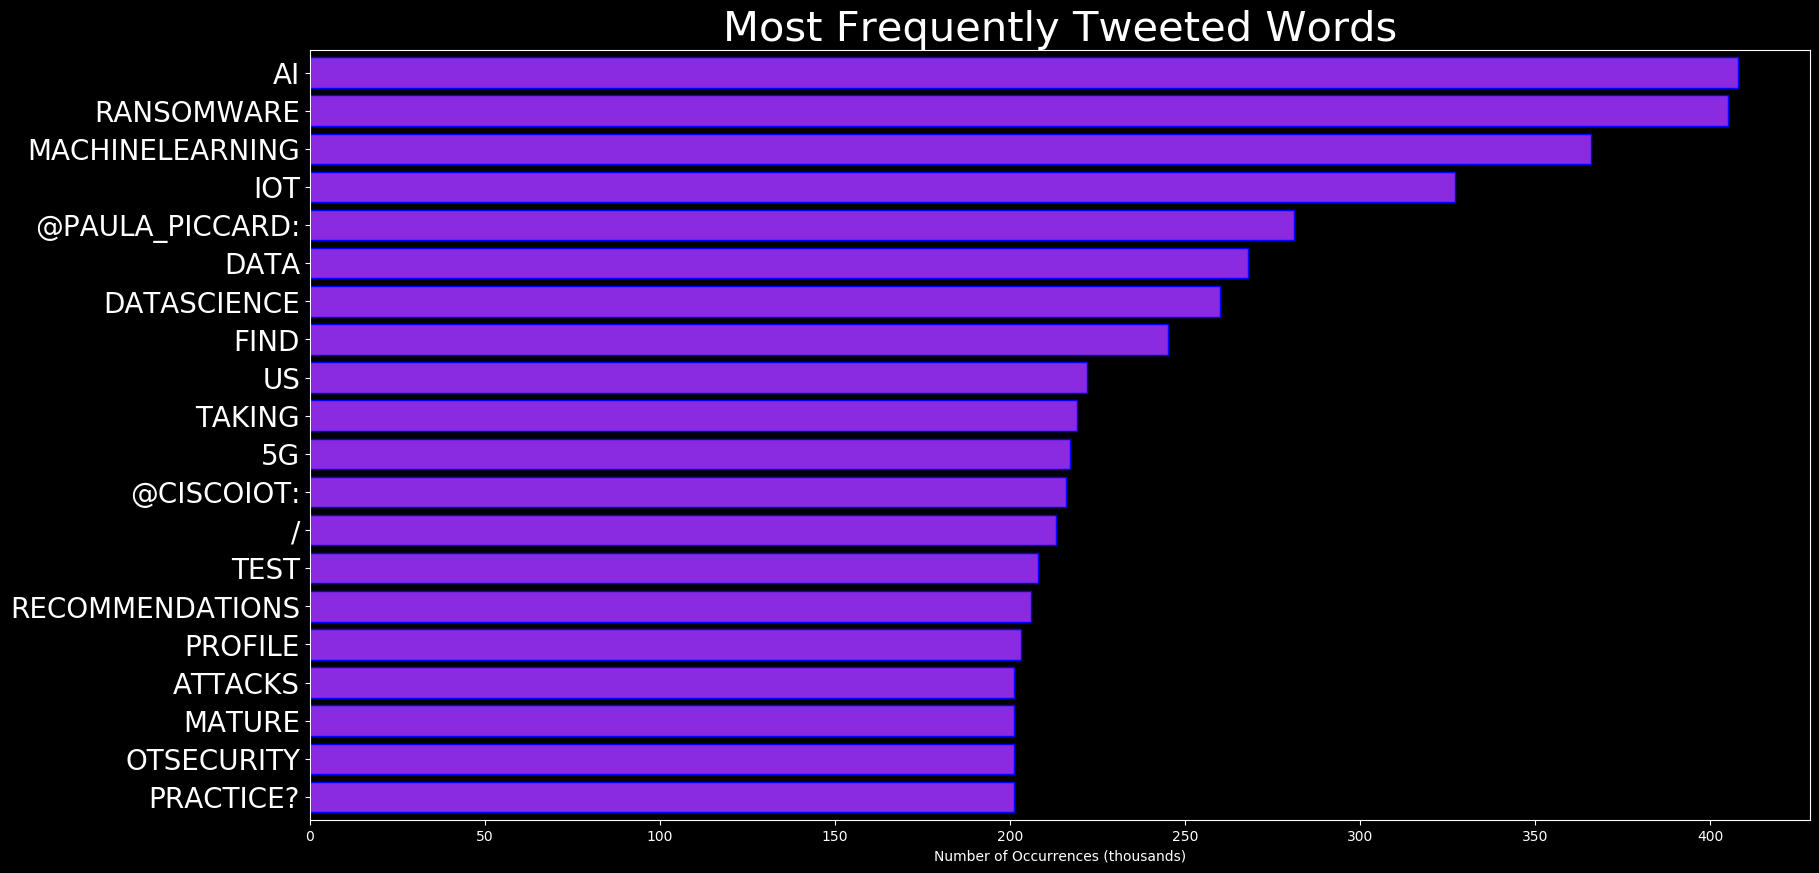 Most Frequently Tweeted Words
AI
RANSOMWARE
MACHINELEARNING
IOT
@PAULA_PICCARD:
DATA
DATASCIENCE
FIND
US
TAKING
5G
@CISCOIOT:
/
TEST
RECOMMENDATIONS
PROFILE
ATTACKS
MATURE
OTSECURITY
PRACTICE?
0 50 100 150 200 250 300 350 400
Number of Occurrences (thousands)